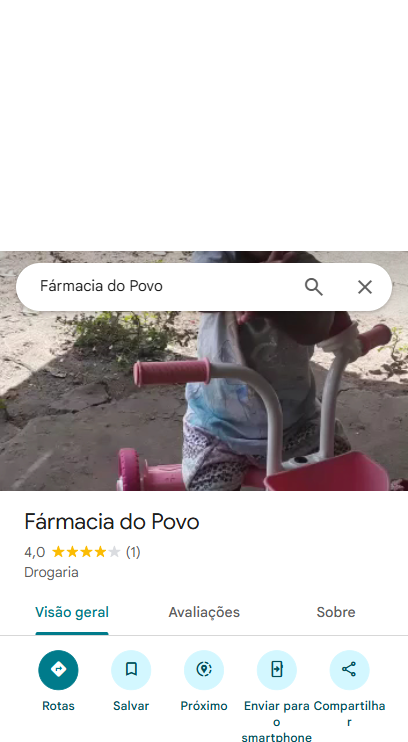 Fármacia do Povo
Fármacia do Povo
4,0 (1)
Drogaria
Visão geral Avaliações Sobre
Rotas Salvar Próximo Enviar para o smartphone Compartilhar